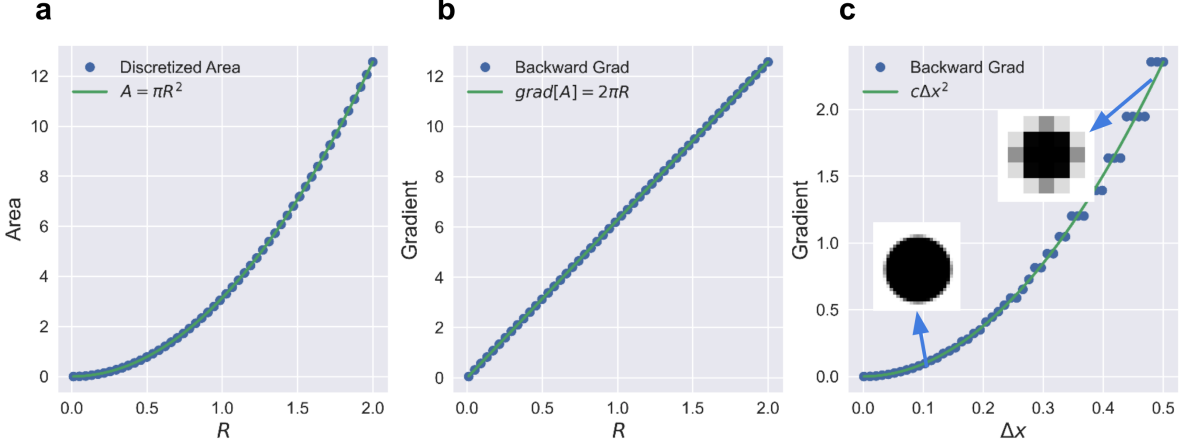 a
Discretized Area
A = πR²
Area
12
10
8
6
4
2
0
0.0 0.5 1.0 1.5 2.0
R
b
Backward Grad
grad[A] = 2πR
Gradient
12
10
8
6
4
2
0
0.0 0.5 1.0 1.5 2.0
R
c
Backward Grad
cΔx²
Gradient
2.0
1.5
1.0
0.5
0.0
0.0 0.1 0.2 0.3 0.4 0.5
Δx